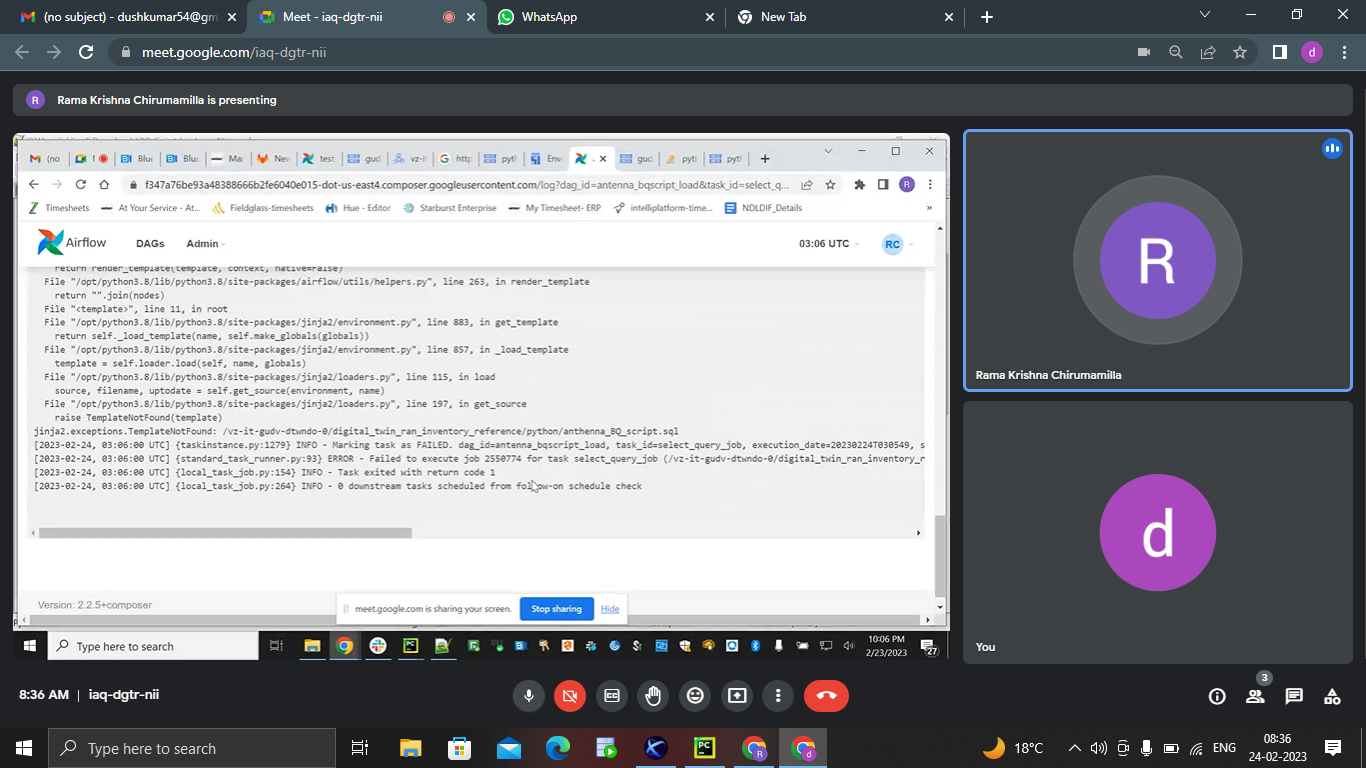 (no subject) - dushkumar54@gm
Meet - iaq-dgtr-nii
WhatsApp
New Tab
meet.google.com/iaq-dgtr-nii
d
R
Rama Krishna Chirumamilla is presenting
(no
Blu
Blu
Ma
Nev
test
gud
vz-i
http
pytl
Env
gud
pytl
pytl
f347a76be93a48388666b2fe6040e015-dot-us-east4.composer.googleusercontent.com/log?dag_id=antenna_bqscript_load&task_id=select_q...
R
Timesheets
At Your Service - At...
Fieldglass-timesheets
Hue - Editor
Starburst Enterprise
My Timesheet- ERP
intelliplatform-time...
NDLDIF_Details
»
Airflow
DAGs
Admin
03:06 UTC
RC
return render_template(template, context, native=False)
File "/opt/python3.8/lib/python3.8/site-packages/airflow/utils/helpers.py", line 263, in render_template
return "".join(nodes)
File "<template>", line 11, in root
File "/opt/python3.8/lib/python3.8/site-packages/jinja2/environment.py", line 883, in get_template
return self._load_template(name, self.make_globals(globals))
File "/opt/python3.8/lib/python3.8/site-packages/jinja2/environment.py", line 857, in _load_template
template = self.loader.load(self, name, globals)
File "/opt/python3.8/lib/python3.8/site-packages/jinja2/loaders.py", line 115, in load
source, filename, uptodate = self.get_source(environment, name)
File "/opt/python3.8/lib/python3.8/site-packages/jinja2/loaders.py", line 197, in get_source
raise TemplateNotFound(template)
jinja2.exceptions.TemplateNotFound: /vz-it-gudv-dtwndo-0/digital_twin_ran_inventory_reference/python/anthenna_BQ_script.sql
[2023-02-24, 03:06:00 UTC] {taskinstance.py:1279} INFO - Marking task as FAILED. dag_id=antenna_bqscript_load, task_id=select_query_job, execution_date=20230224T030549, s
[2023-02-24, 03:06:00 UTC] {standard_task_runner.py:93} ERROR - Failed to execute job 2550774 for task select_query_job (/vz-it-gudv-dtwndo-0/digital_twin_ran_inventory_r
[2023-02-24, 03:06:00 UTC] {local_task_job.py:154} INFO - Task exited with return code 1
[2023-02-24, 03:06:00 UTC] {local_task_job.py:264} INFO - 0 downstream tasks scheduled from follow-on schedule check
Version: 2.2.5+composer
meet.google.com is sharing your screen.
Stop sharing
Hide
Type here to search
10:06 PM
2/23/2023
27
R
Rama Krishna Chirumamilla
d
You
8:36 AM | iaq-dgtr-nii
3
Type here to search
18°C
ENG
08:36
24-02-2023